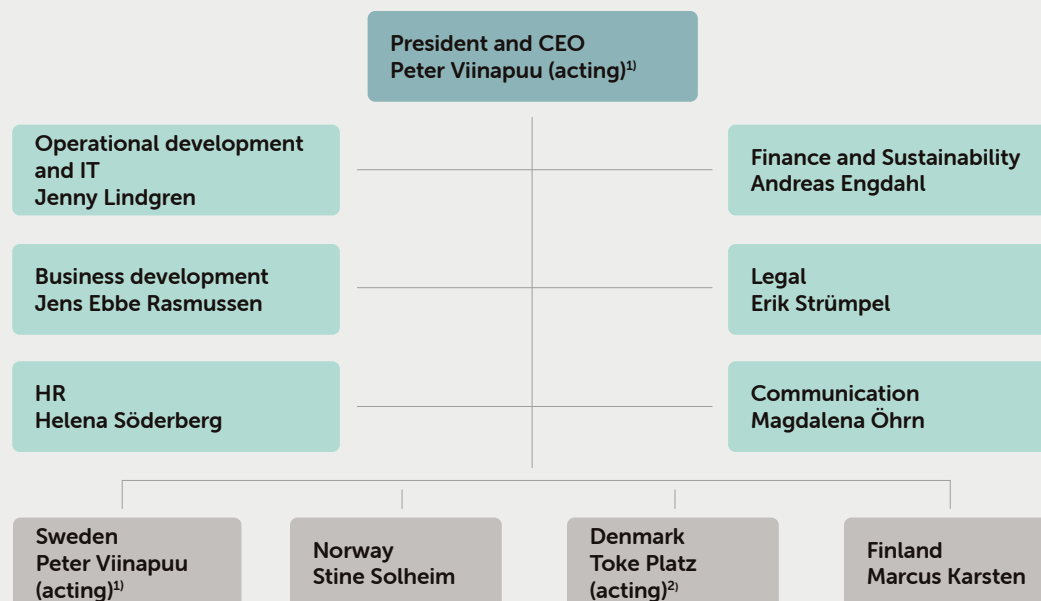 President and CEO
Peter Viinapuu (acting)¹⁾
Operational development
and IT
Jenny Lindgren
Finance and Sustainability
Andreas Engdahl
Business development
Jens Ebbe Rasmussen
Legal
Erik Strümpel
HR
Helena Söderberg
Communication
Magdalena Öhrn
Sweden
Peter Viinapuu
(acting)¹⁾
Norway
Stine Solheim
Denmark
Toke Platz
(acting)²⁾
Finland
Marcus Karsten